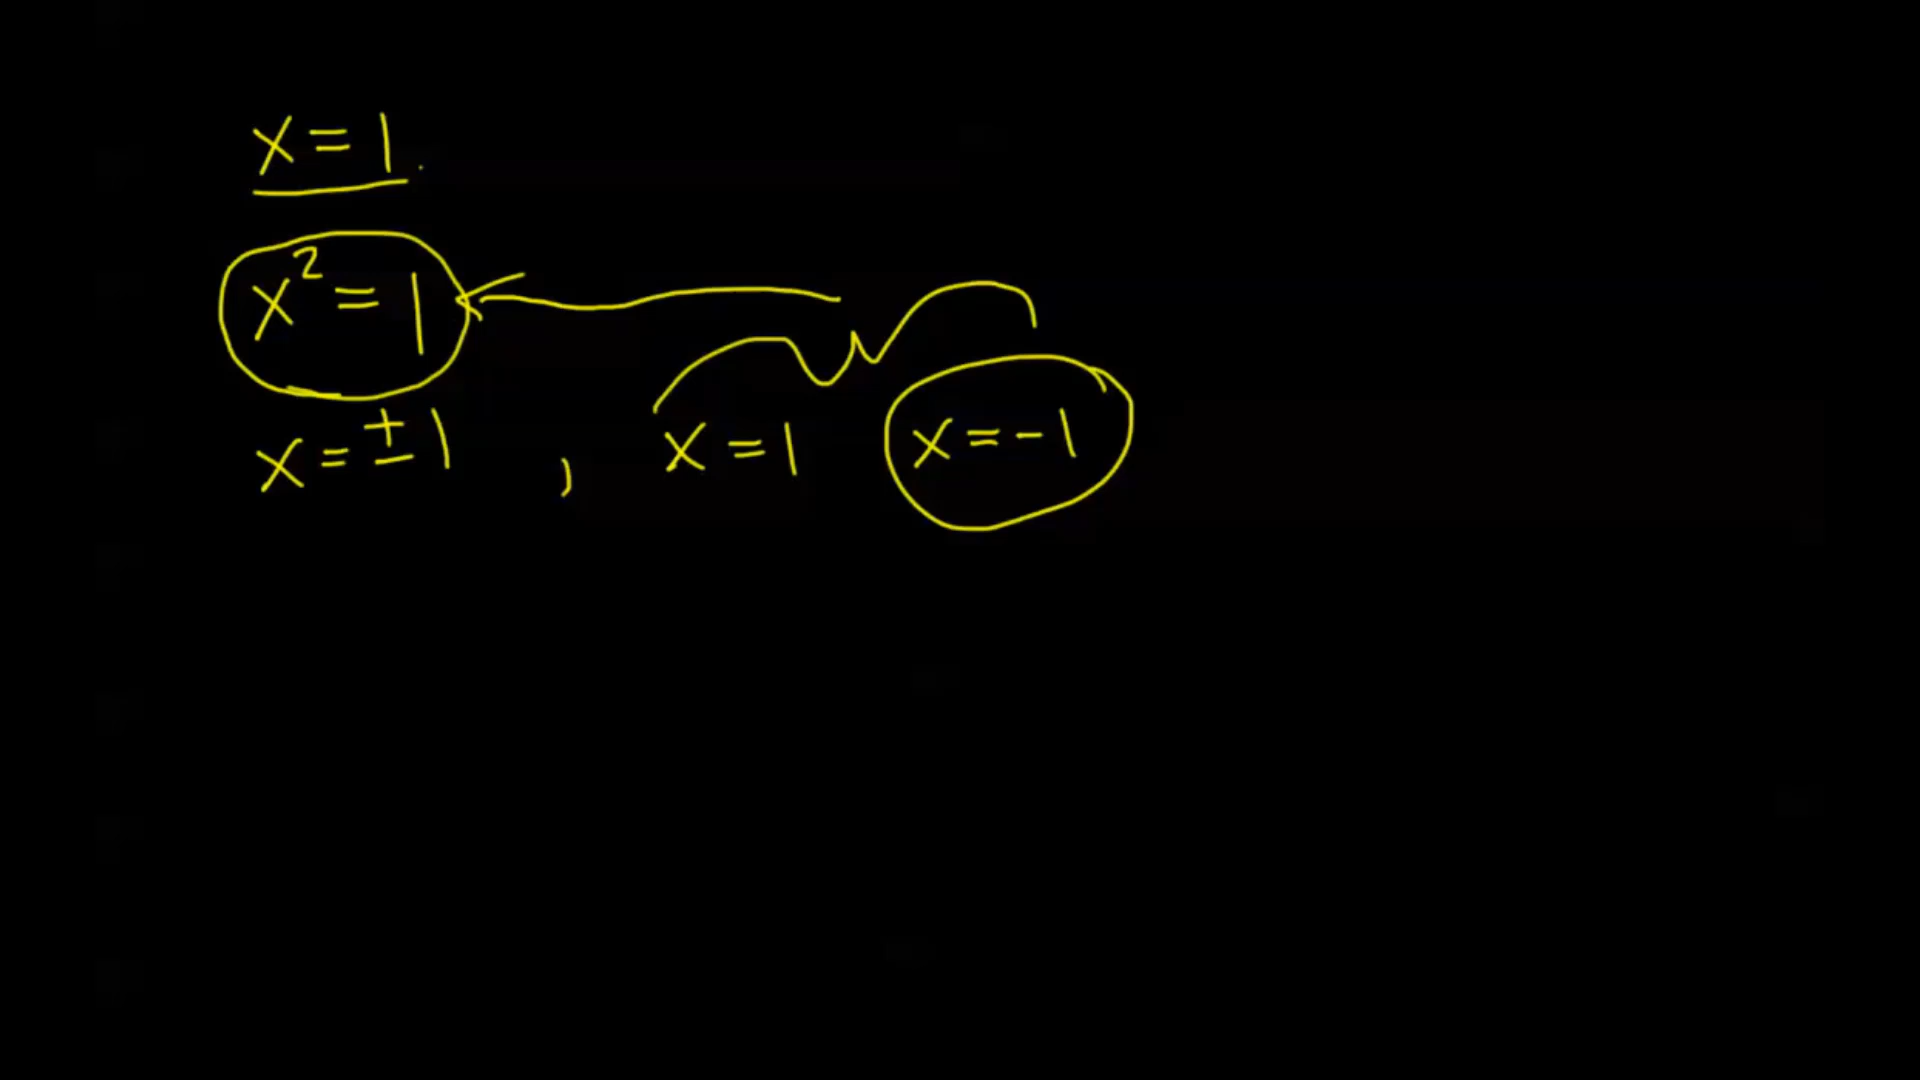 x = 1.
x² = 1
x = ± 1 , x = 1 x = -1